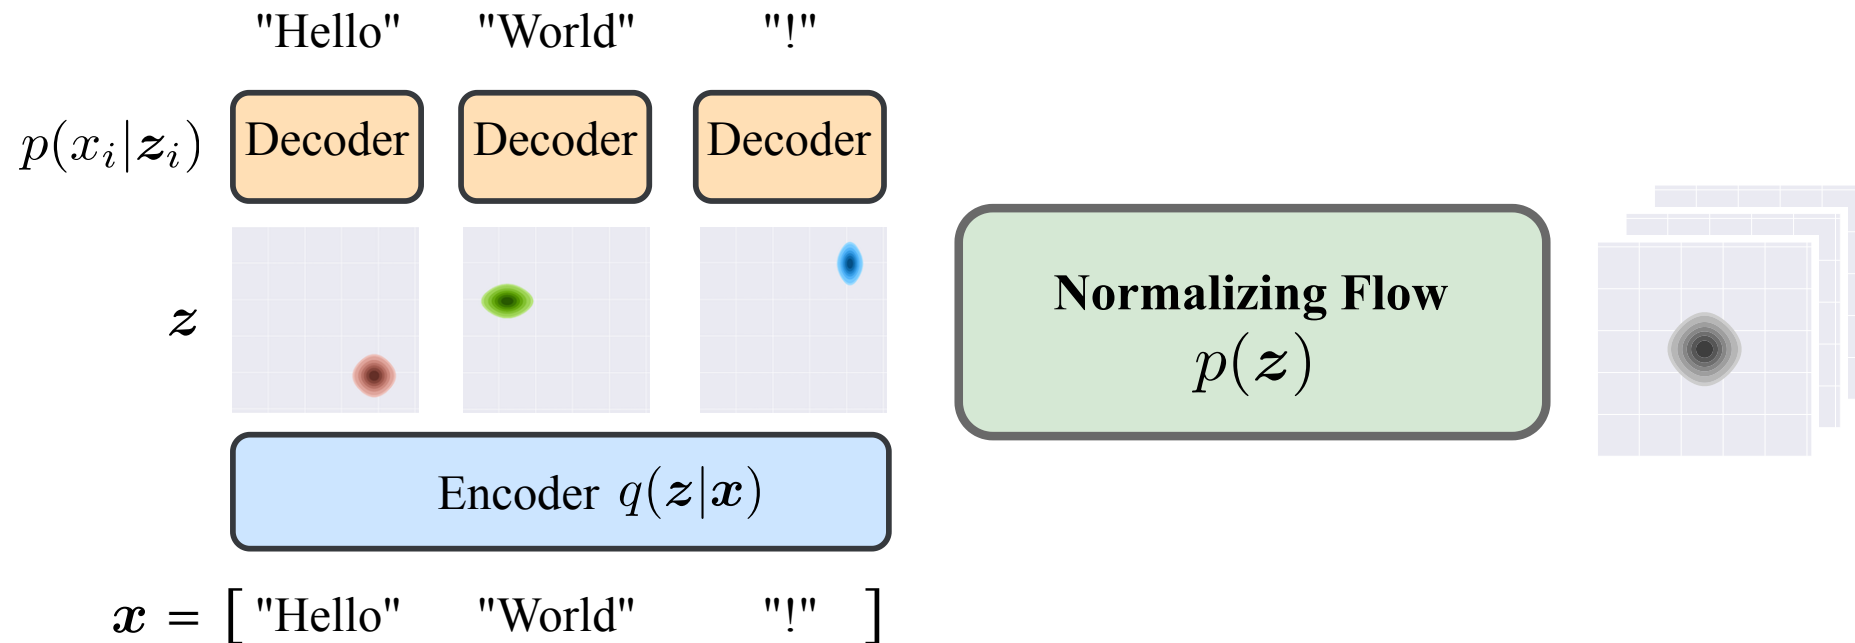 "Hello" "World" "!"
p(x_i|z_i) Decoder Decoder Decoder
z
Normalizing Flow
p(z)
Encoder q(z|x)
x = [ "Hello" "World" "!" ]